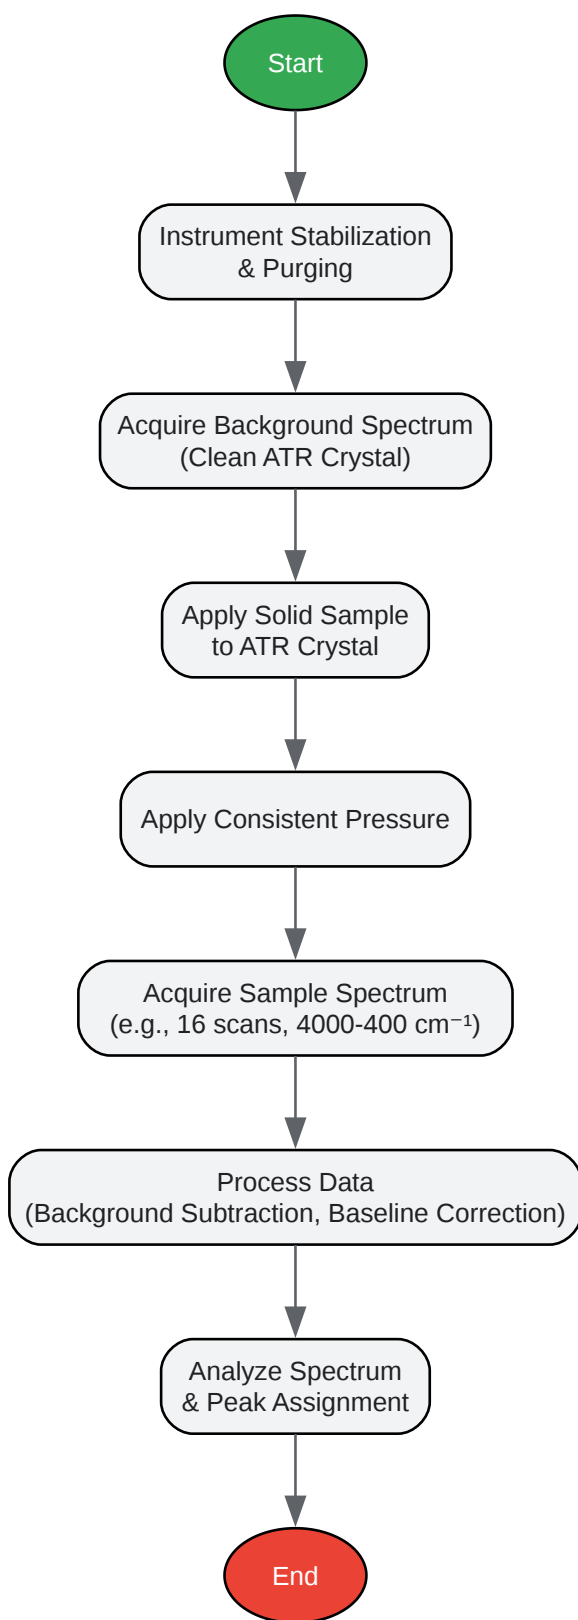 Start
Instrument Stabilization
& Purging
Acquire Background Spectrum
(Clean ATR Crystal)
Apply Solid Sample
to ATR Crystal
Apply Consistent Pressure
Acquire Sample Spectrum
(e.g., 16 scans, 4000-400 cm⁻¹)
Process Data
(Background Subtraction, Baseline Correction)
Analyze Spectrum
& Peak Assignment
End